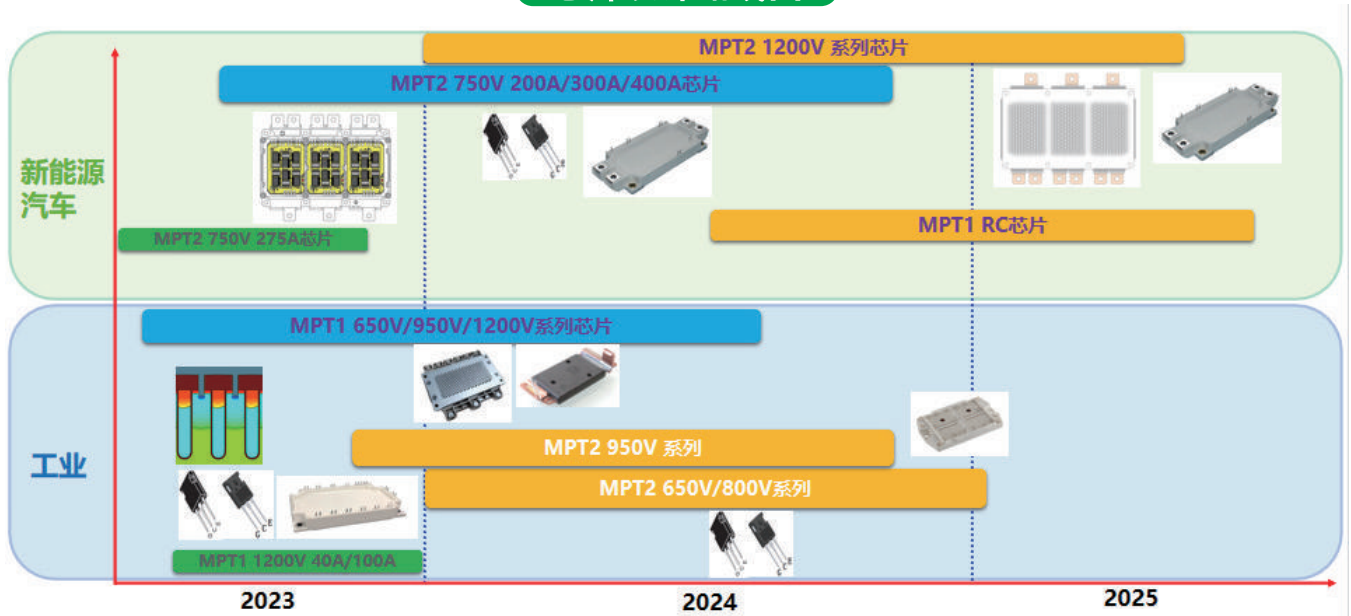 MPT2 1200V 系列芯片
MPT2 750V 200A/300A/400A芯片
新能源
汽车
MPT2 750V 275A芯片
MPT1 RC芯片
MPT1 650V/950V/1200V系列芯片
工业
MPT2 950V 系列
MPT2 650V/800V系列
MPT1 1200V 40A/100A
2023
2024
2025